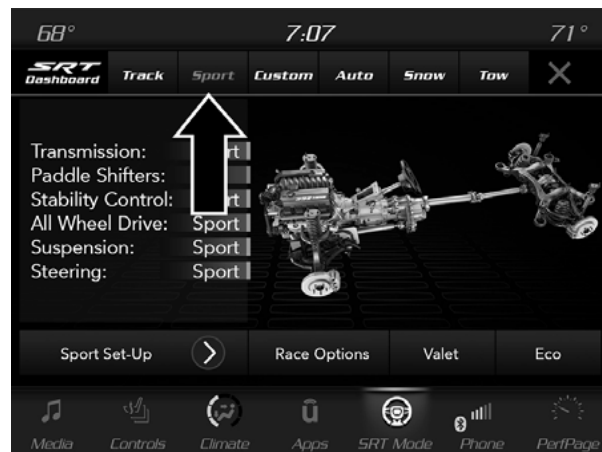 68° 7:07 71°
SRT Dashboard Track Sport Custom Auto Snow Tow X
Transmission:
Paddle Shifters:
Stability Control:
All Wheel Drive: Sport
Suspension: Sport
Steering: Sport
Sport Set-Up > Race Options Valet Eco
Media Controls Climate Apps SRT Mode Phone PerfPage